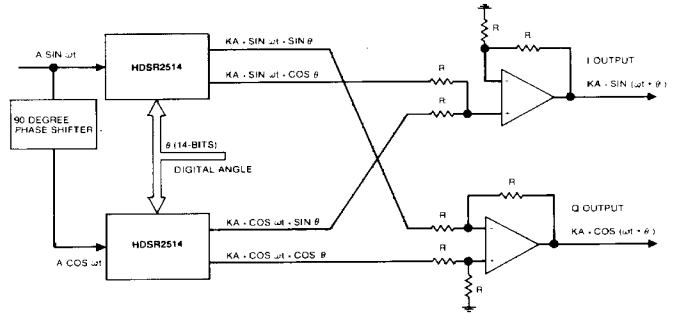 KA • SIN ωt • SIN θ
R
R
A SIN ωt
HDSR2514
I OUTPUT
KA • SIN ωt • COS θ
R
-
KA • SIN (ωt + θ)
R
+
90 DEGREE
PHASE SHIFTER
θ (14-BITS)
DIGITAL ANGLE
R
Q OUTPUT
KA • COS ωt • SIN θ
R
-
HDSR2514
KA • COS (ωt + θ)
KA • COS ωt • COS θ
R
+
A COS ωt
R